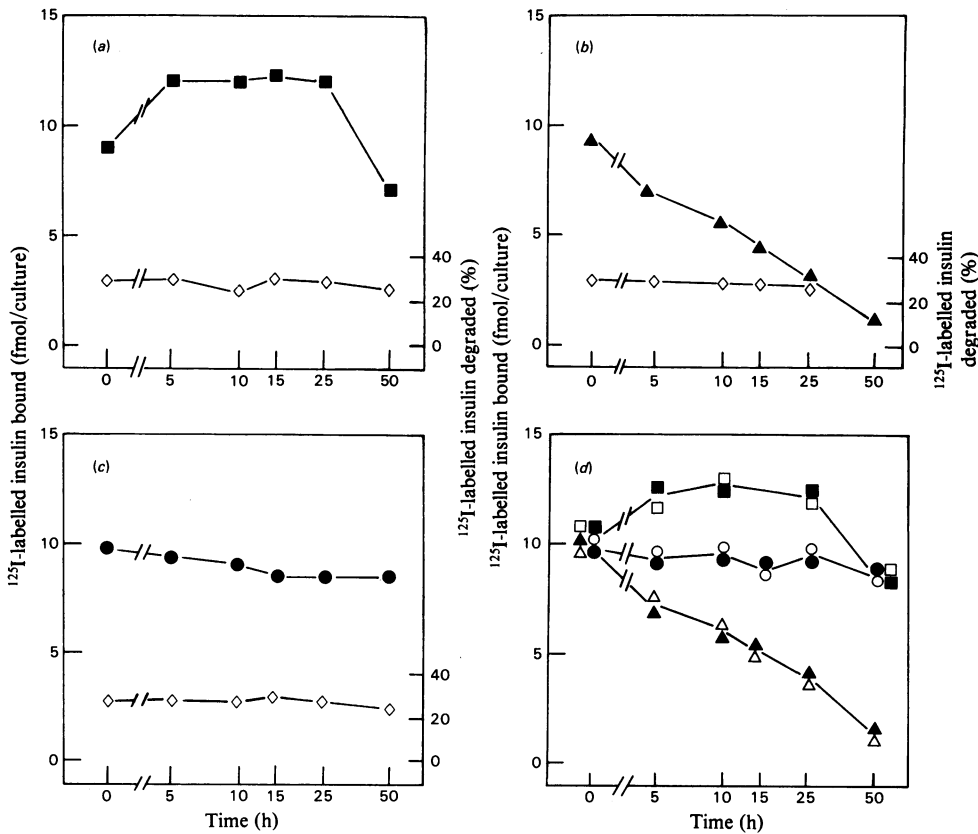 (a)
15
10
5
0
40
20
0
0 5 10 15 25 50
(b)
15
10
5
0
40
20
0
0 5 10 15 25 50
(c)
15
10
5
0
40
20
0
0 5 10 15 25 50
Time (h)
(d)
15
10
5
0
0 5 10 15 25 50
Time (h)
¹²⁵I-labelled insulin bound (fmol/culture)
¹²⁵I-labelled insulin degraded (%)
¹²⁵I-labelled insulin bound (fmol/culture)
¹²⁵I-labelled insulin
degraded (%)